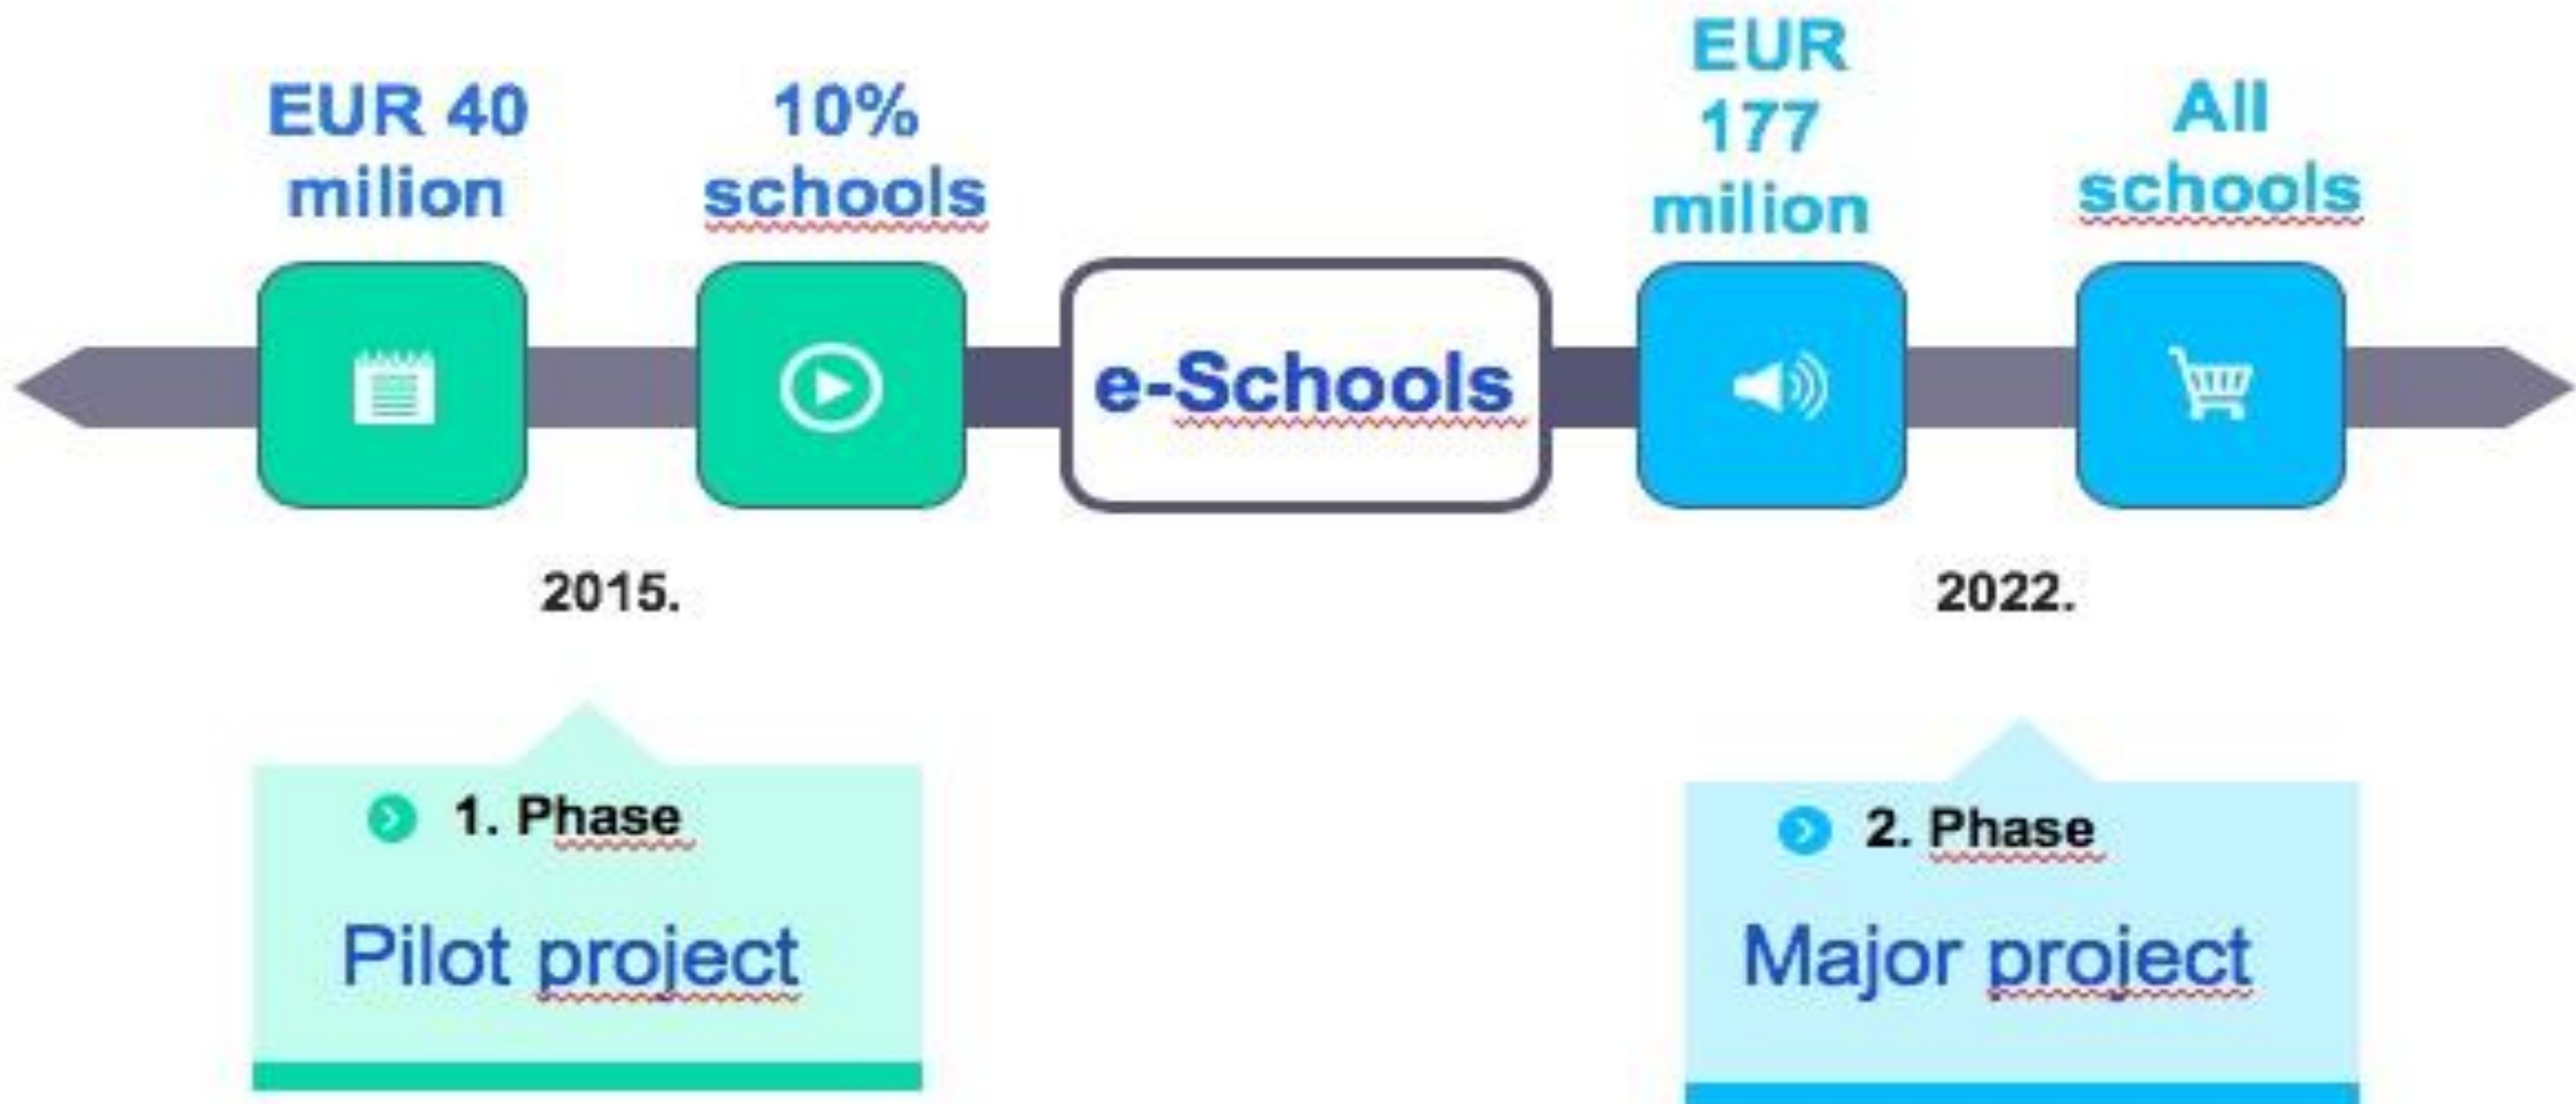 EUR 40
milion
10%
schools
EUR
177
milion
All
schools
e-Schools
2015.
2022.
1. Phase
Pilot project
2. Phase
Major project